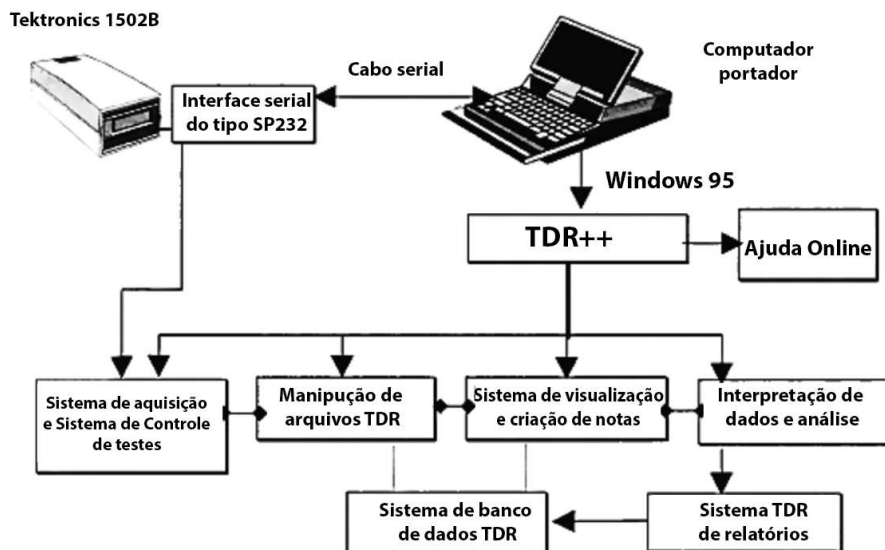 Tektronics 1502B
Interface serial
do tipo SP232
Cabo serial
Computador
portador
Windows 95
TDR++
Ajuda Online
Sistema de aquisição
e Sistema de Controle
de testes
Manipução de
arquivos TDR
Sistema de visualização
e criação de notas
Interpretação de
dados e análise
Sistema de banco
de dados TDR
Sistema TDR
de relatórios